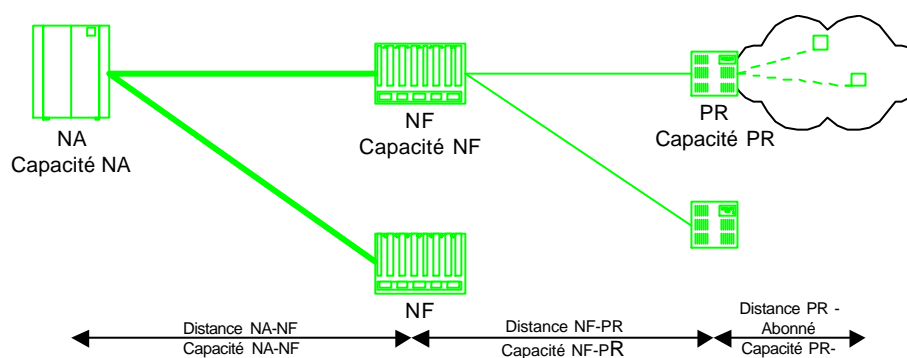 NA
Capacité NA
NF
Capacité NF
PR
Capacité PR
NF
Distance NA-NF
Capacité NA-NF
Distance NF-PR
Capacité NF-PR
Distance PR -
Abonné
Capacité PR-